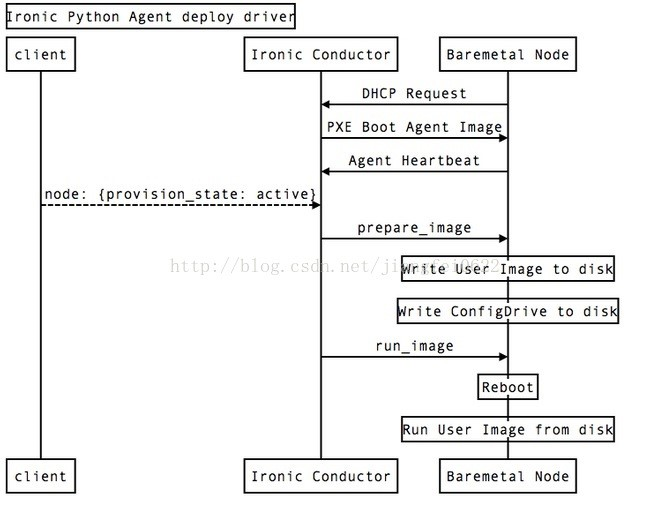 Ironic Python Agent deploy driver
client
Ironic Conductor
Baremetal Node
DHCP Request
PXE Boot Agent Image
Agent Heartbeat
node: {provision_state: active}
prepare_image
http://blog.csdn.net/jiangfei0622
Write User Image to disk
Write ConfigDrive to disk
run_image
Reboot
Run User Image from disk
client
Ironic Conductor
Baremetal Node